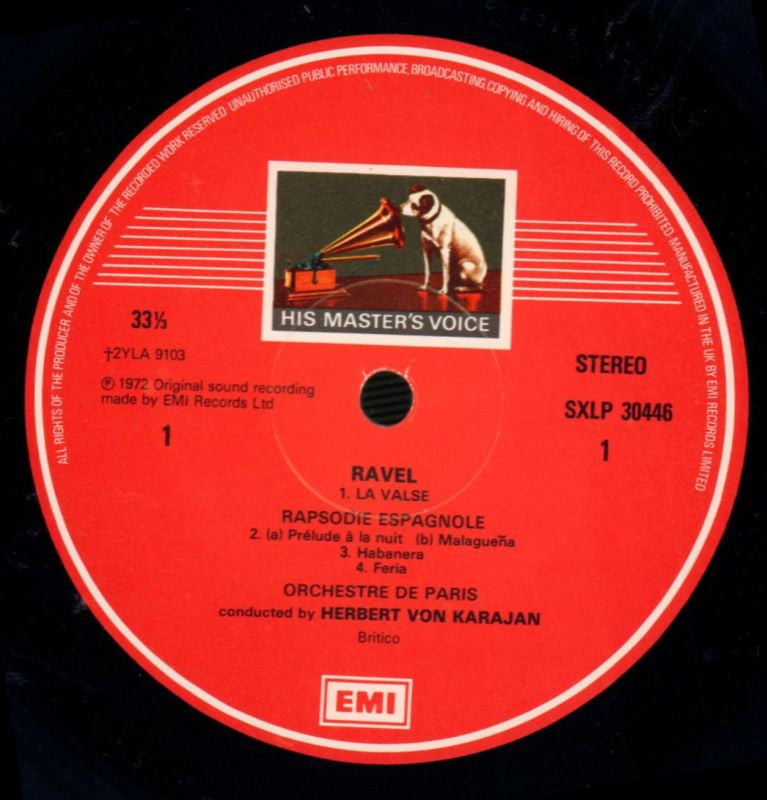 ALL RIGHTS OF THE PRODUCER AND OF THE OWNER OF THE RECORDED WORK RESERVED · UNAUTHORISED PUBLIC PERFORMANCE, BROADCASTING, COPYING AND HIRING OF THIS RECORD PROHIBITED. MANUFACTURED IN THE UK BY EMI RECORDS LIMITED
HIS MASTER'S VOICE
33⅓
†2YLA 9103
℗ 1972 Original sound recording
made by EMI Records Ltd
1
STEREO
SXLP 30446
1
RAVEL
1. LA VALSE
RAPSODIE ESPAGNOLE
2. (a) Prélude à la nuit (b) Malagueña
3. Habanera
4. Feria
ORCHESTRE DE PARIS
conducted by HERBERT VON KARAJAN
Britico
EMI